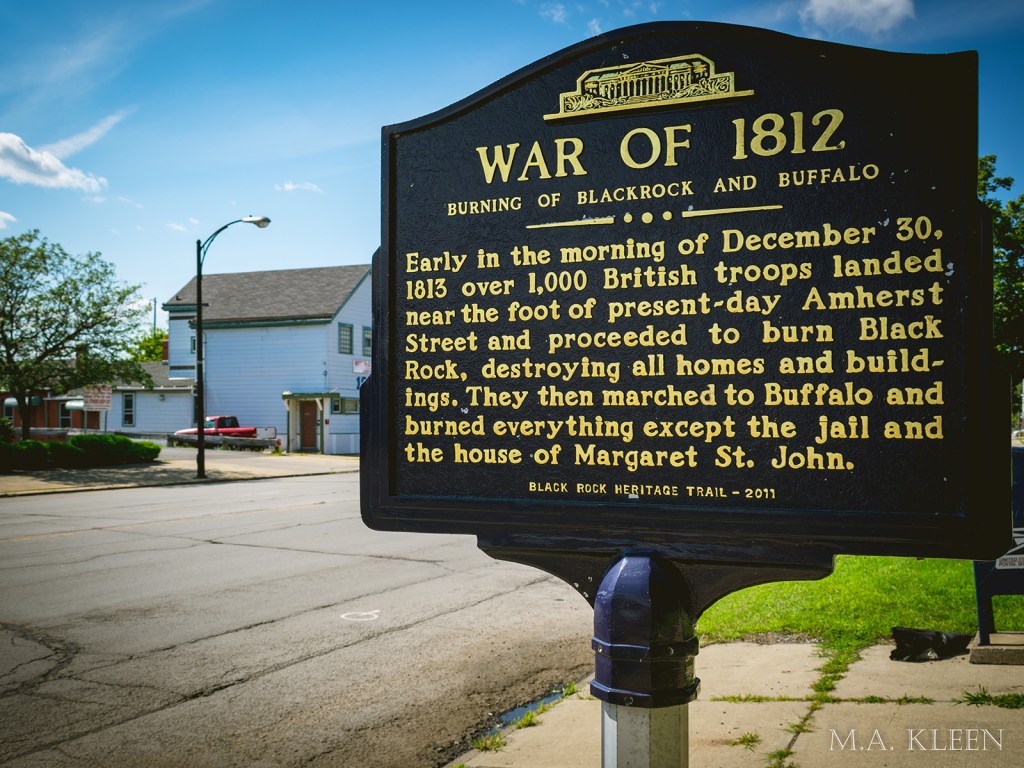 WAR OF 1812
BURNING OF BLACKROCK AND BUFFALO
Early in the morning of December 30,
1813 over 1,000 British troops landed
near the foot of present-day Amherst
Street and proceeded to burn Black
Rock, destroying all homes and build-
ings. They then marched to Buffalo and
burned everything except the jail and
the house of Margaret St. John.
BLACK ROCK HERITAGE TRAIL – 2011
M.A. KLEEN